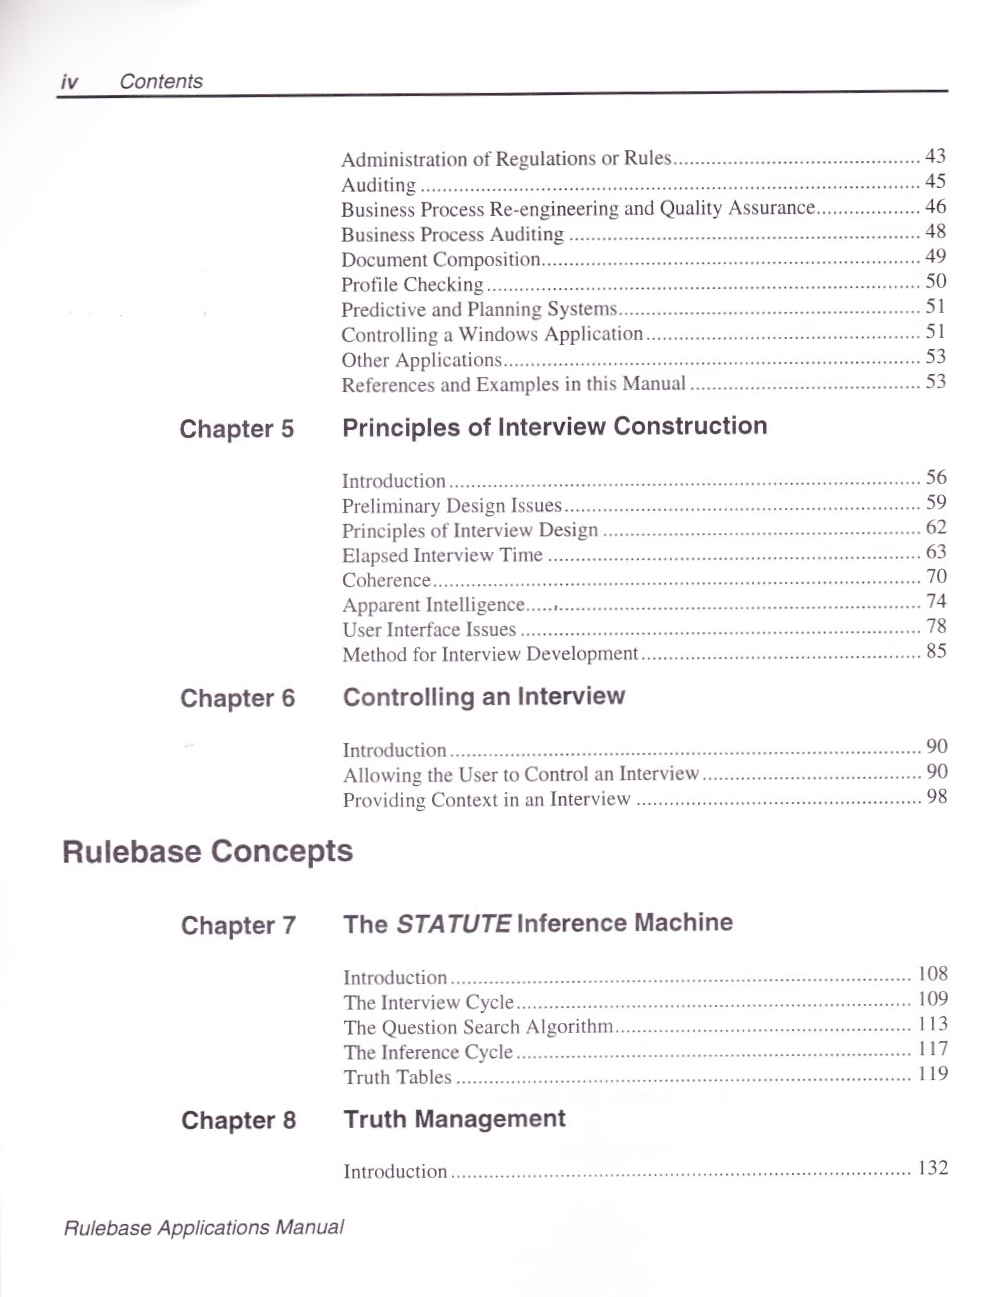 iv Contents
Administration of Regulations or Rules............................................. 43
Auditing ........................................................................................... 45
Business Process Re-engineering and Quality Assurance................... 46
Business Process Auditing ................................................................ 48
Document Composition..................................................................... 49
Profile Checking............................................................................... 50
Predictive and Planning Systems....................................................... 51
Controlling a Windows Application.................................................. 51
Other Applications............................................................................ 53
References and Examples in this Manual .......................................... 53
Chapter 5 Principles of Interview Construction
Introduction...................................................................................... 56
Preliminary Design Issues................................................................. 59
Principles of Interview Design .......................................................... 62
Elapsed Interview Time .................................................................... 63
Coherence......................................................................................... 70
Apparent Intelligence........................................................................ 74
User Interface Issues ......................................................................... 78
Method for Interview Development................................................... 85
Chapter 6 Controlling an Interview
Introduction...................................................................................... 90
Allowing the User to Control an Interview........................................ 90
Providing Context in an Interview .................................................... 98
Rulebase Concepts
Chapter 7 The STATUTE Inference Machine
Introduction.................................................................................... 108
The Interview Cycle........................................................................ 109
The Question Search Algorithm...................................................... 113
The Inference Cycle........................................................................ 117
Truth Tables ................................................................................... 119
Chapter 8 Truth Management
Introduction.................................................................................... 132
Rulebase Applications Manual